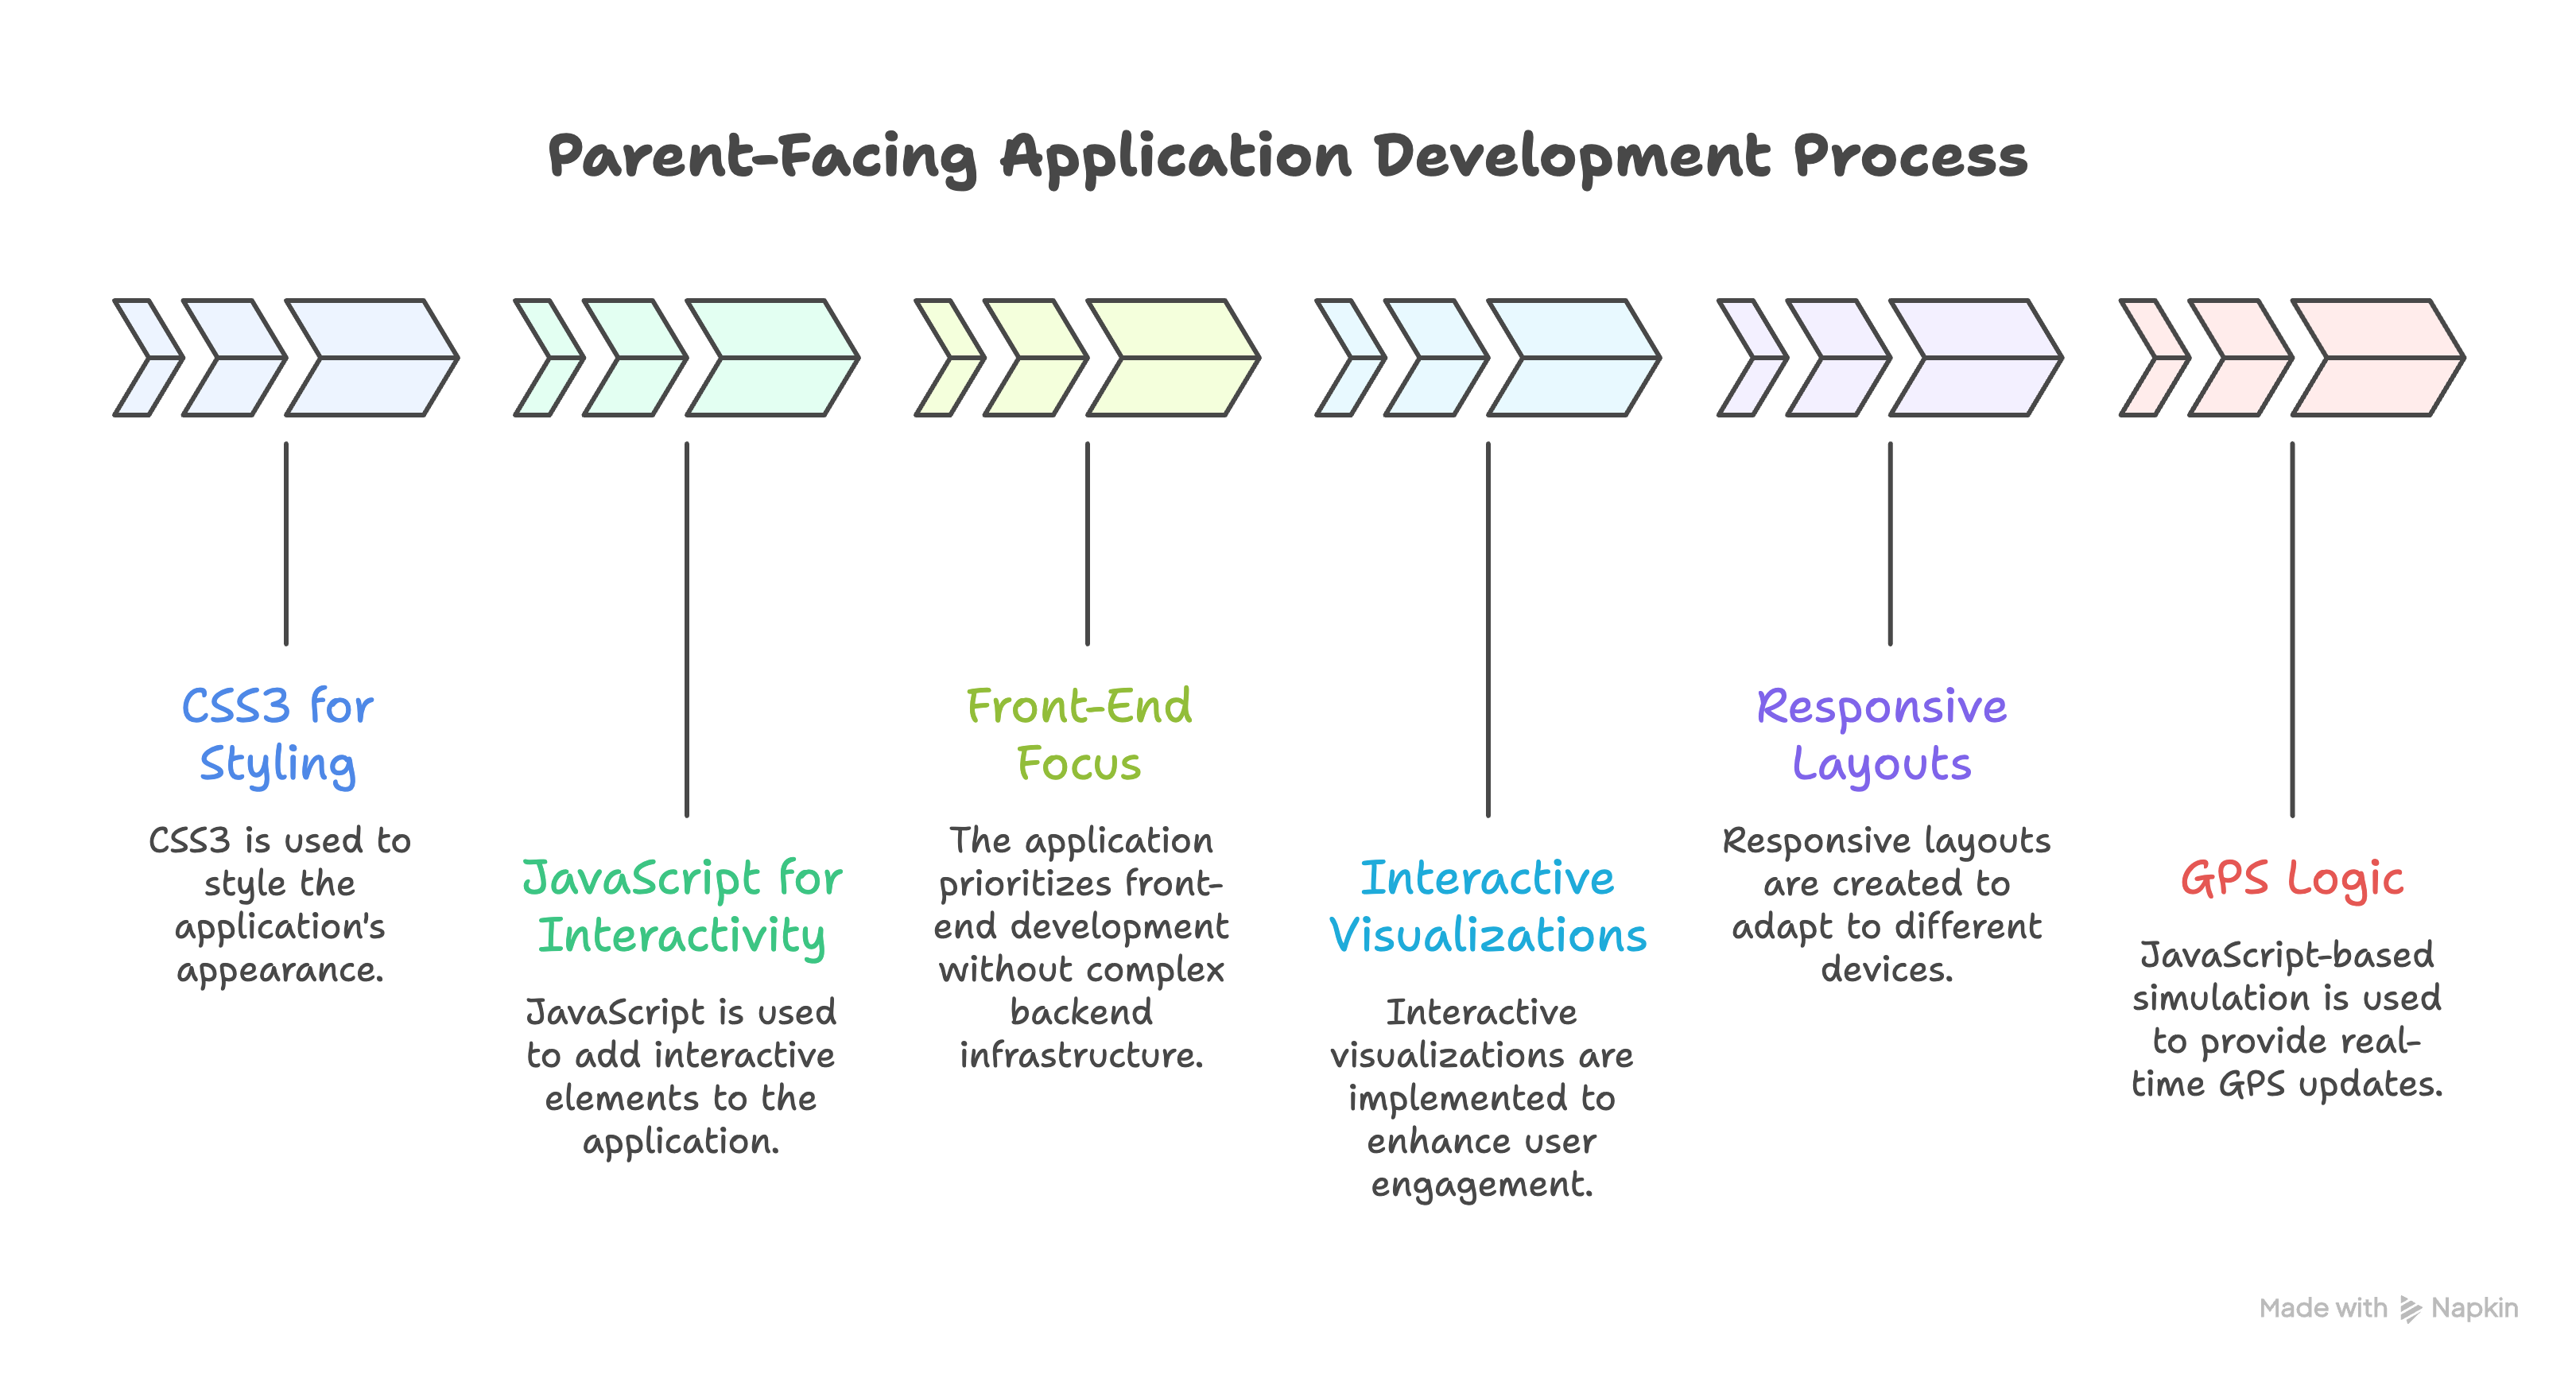 Parent-Facing Application Development Process
CSS3 for
Styling
CSS3 is used to
style the
application's
appearance.
JavaScript for
Interactivity
JavaScript is used
to add interactive
elements to the
application.
Front-End
Focus
The application
prioritizes front-
end development
without complex
backend
infrastructure.
Interactive
Visualizations
Interactive
visualizations are
implemented to
enhance user
engagement.
Responsive
Layouts
Responsive layouts
are created to
adapt to different
devices.
GPS Logic
JavaScript-based
simulation is used
to provide real-
time GPS updates.
Made with Napkin